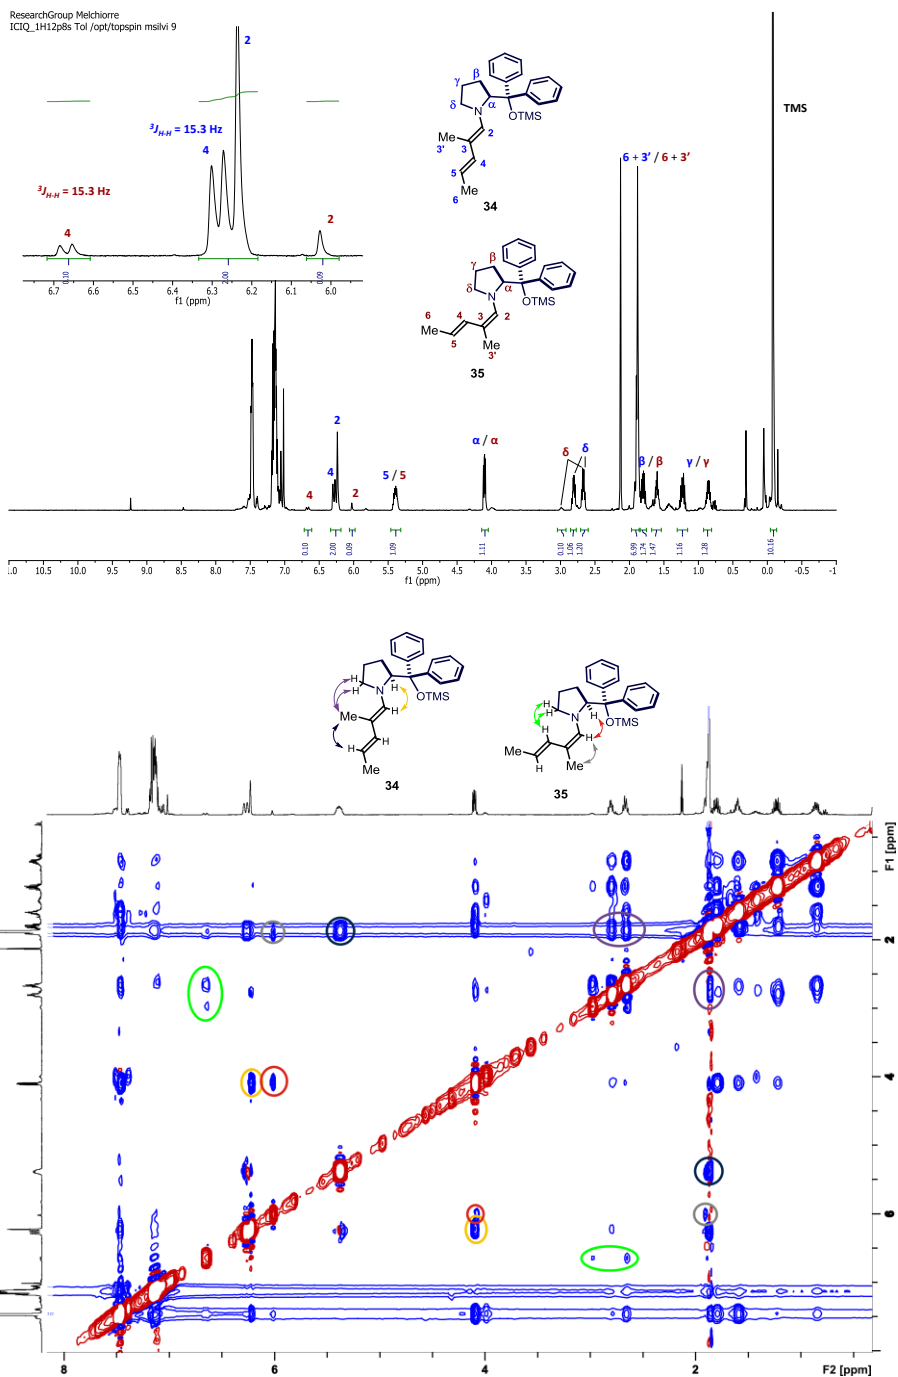 ResearchGroup Melchiorre
ICIQ_1H12p8s Tol /opt/topspin msilvi 9
2
³J_H-H = 15.3 Hz
4
³J_H-H = 15.3 Hz
4
2
0.10
2.00
0.09
6.7 6.6 6.5 6.4 6.3 6.2 6.1 6.0
f1 (ppm)
γ β
δ α
N
OTMS
Me 2
3' 3
4
5
Me
6
34
γ β
δ α
N
OTMS
6 4 3 2
Me
5 Me
3'
35
TMS
6 + 3' / 6 + 3'
2
4
4 2
5 / 5
α / α
δ δ
β / β
γ / γ
0.10 2.00 0.09 1.09 1.11 0.10 1.06 1.20 6.99 1.74 1.47 1.16 1.28 10.16
1.0 10.5 10.0 9.5 9.0 8.5 8.0 7.5 7.0 6.5 6.0 5.5 5.0 4.5 4.0 3.5 3.0 2.5 2.0 1.5 1.0 0.5 0.0 -0.5 -1
f1 (ppm)
H
H H
N OTMS
Me H
H
H
Me
34
H
H H
N OTMS
H H
Me
H Me
35
F1 [ppm]
2
4
6
8 6 4 2 F2 [ppm]